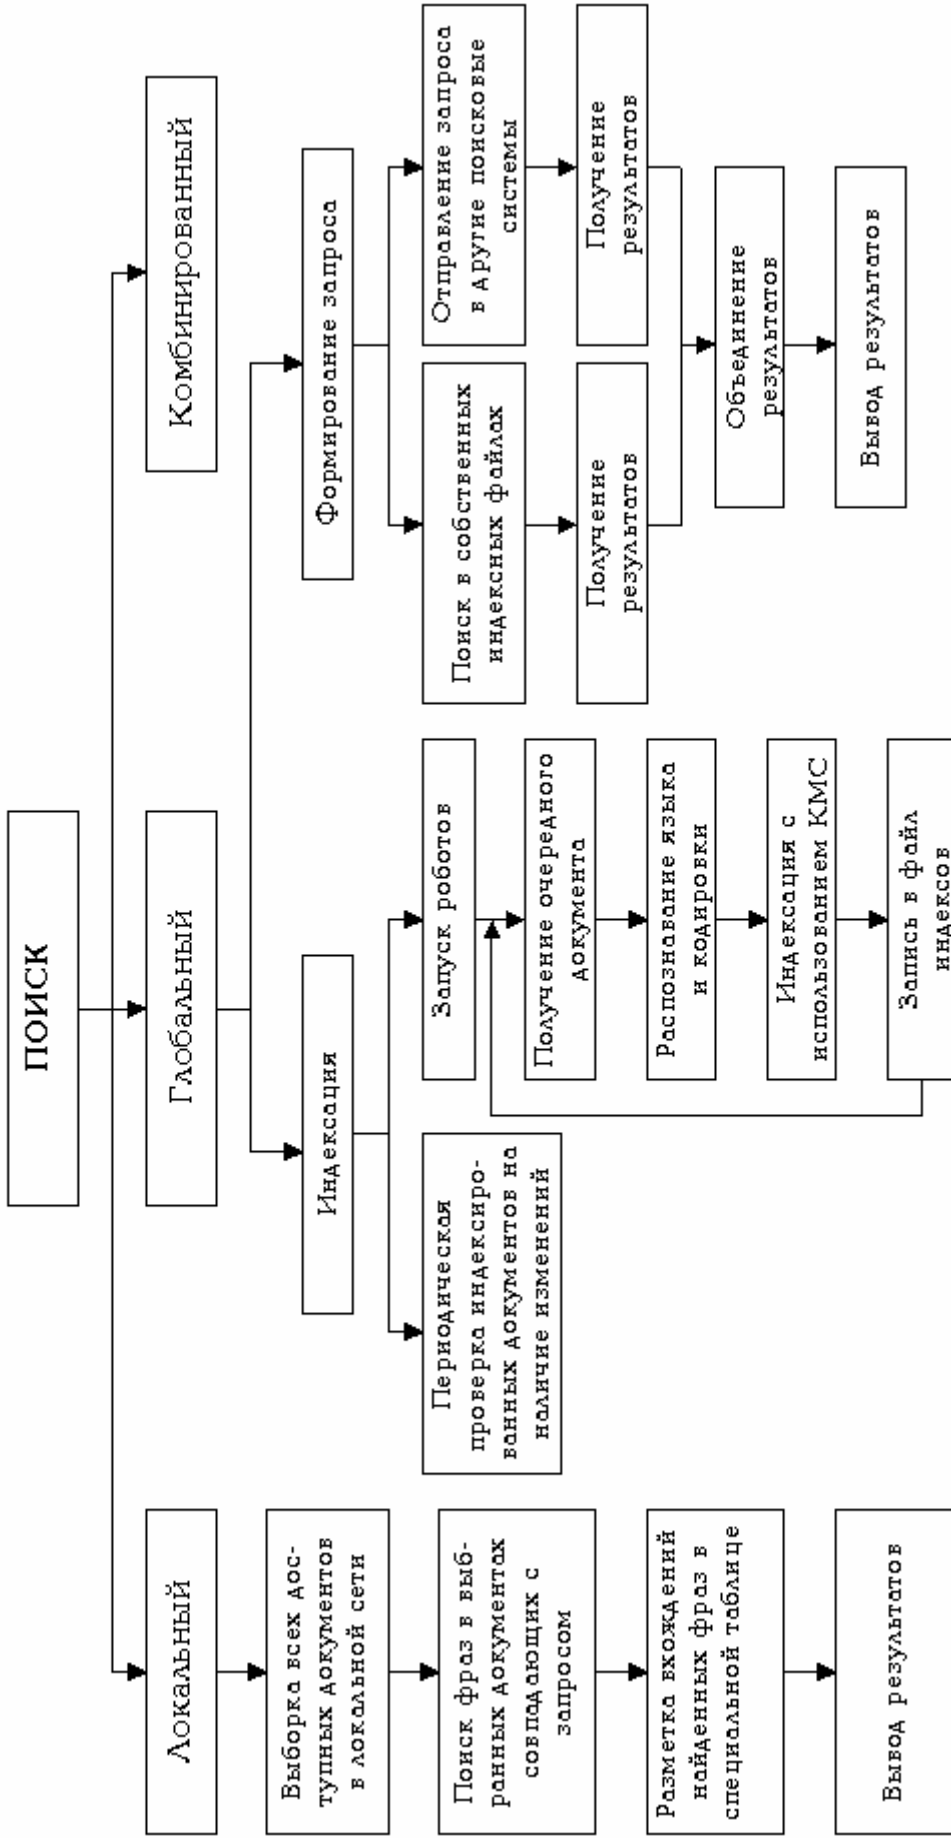 ПОИСК
Локальный
Глобальный
Комбинированный
Выборка всех дос-
тупных документов
в локальной сети
Поиск фраз в выб-
ранных документах
совпадающих с
запросом
Разметка вхождений
найденных фраз в
специальной таблице
Вывод результатов
Индексация
Периодическая
проверка индексиро-
ванных документов на
наличие изменений
Запуск роботов
Получение очередного
документа
Распознавание языка
и кодировки
Индексация с
использованием КМС
Запись в файл
индексов
Формирование запроса
Поиск в собственных
индексных файлах
Получение
результатов
Отправление запроса
в другие поисковые
системы
Получение
результатов
Объединение
результатов
Вывод результатов